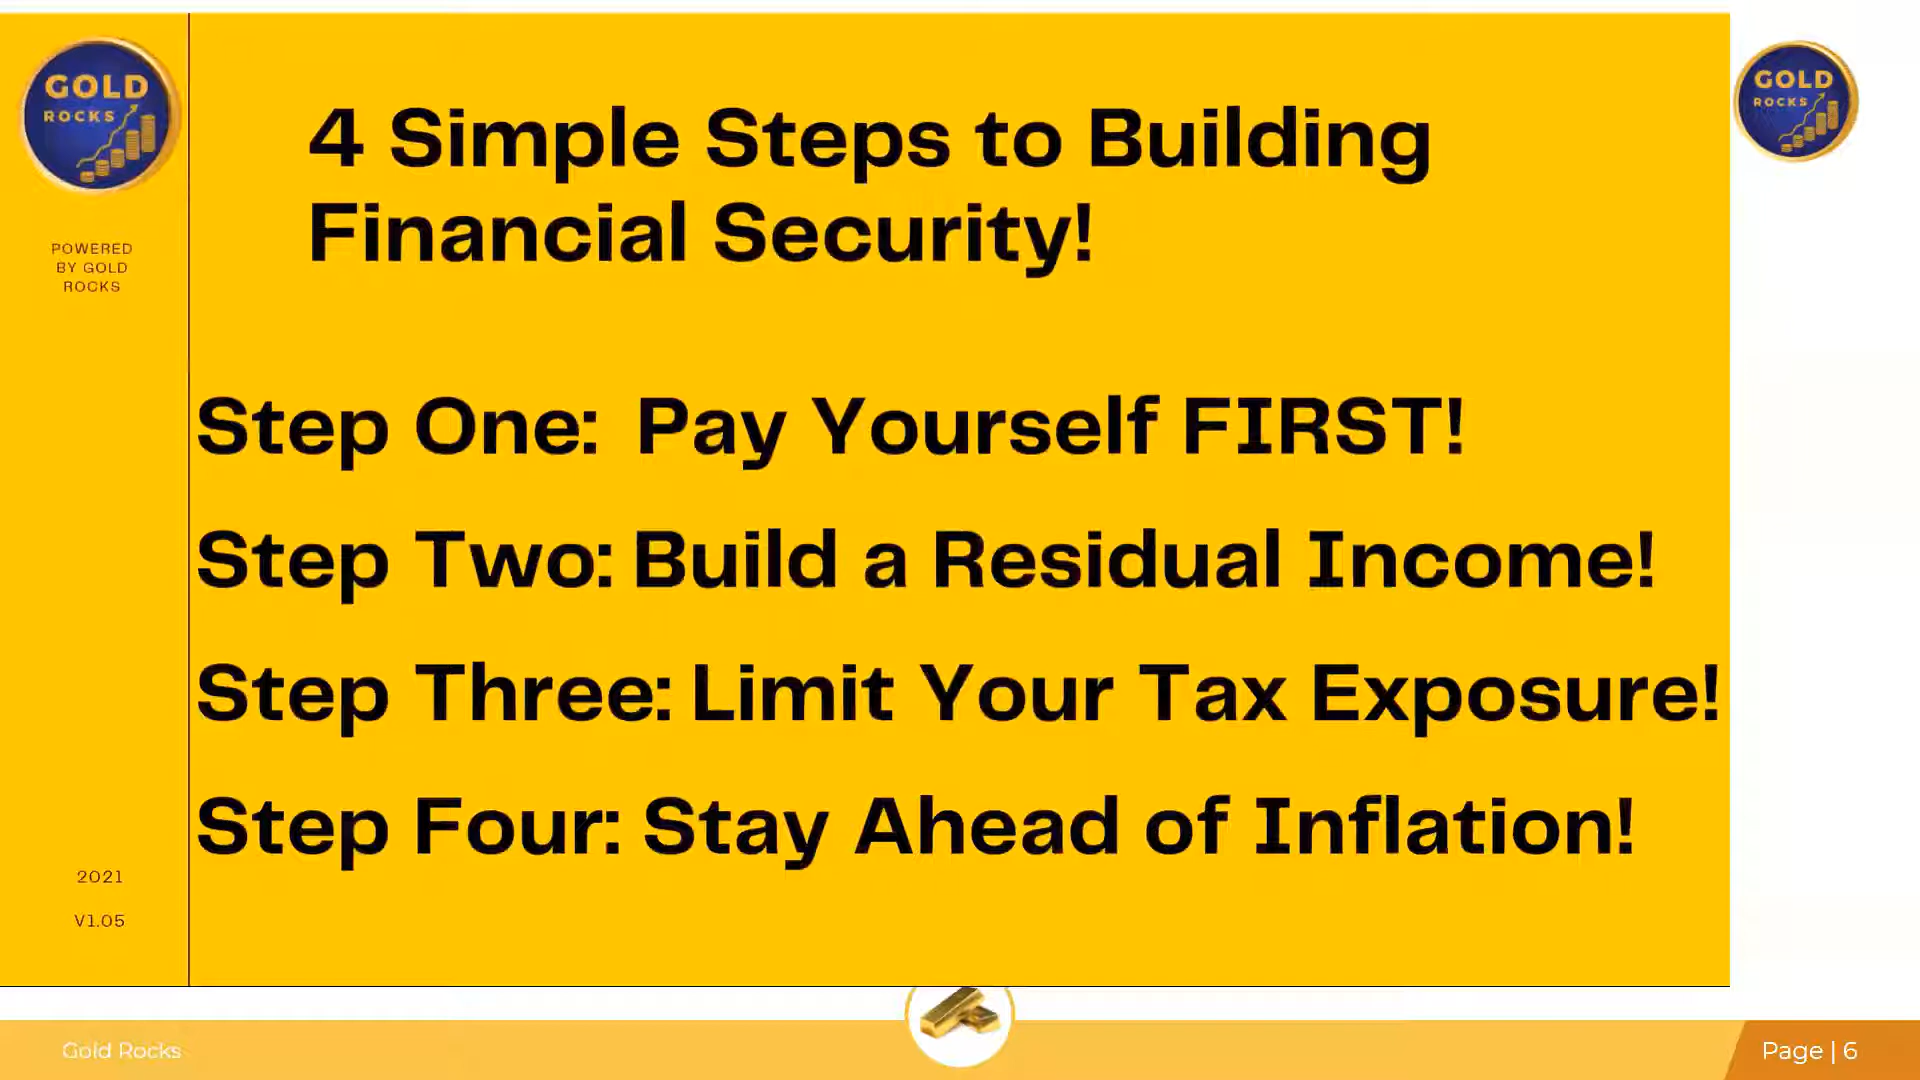 GOLD
ROCKS
POWERED
BY GOLD
ROCKS
2021
V1.05
4 Simple Steps to Building
Financial Security!
Step One: Pay Yourself FIRST!
Step Two: Build a Residual Income!
Step Three: Limit Your Tax Exposure!
Step Four: Stay Ahead of Inflation!
GOLD
ROCKS
Gold Rocks
Page | 6